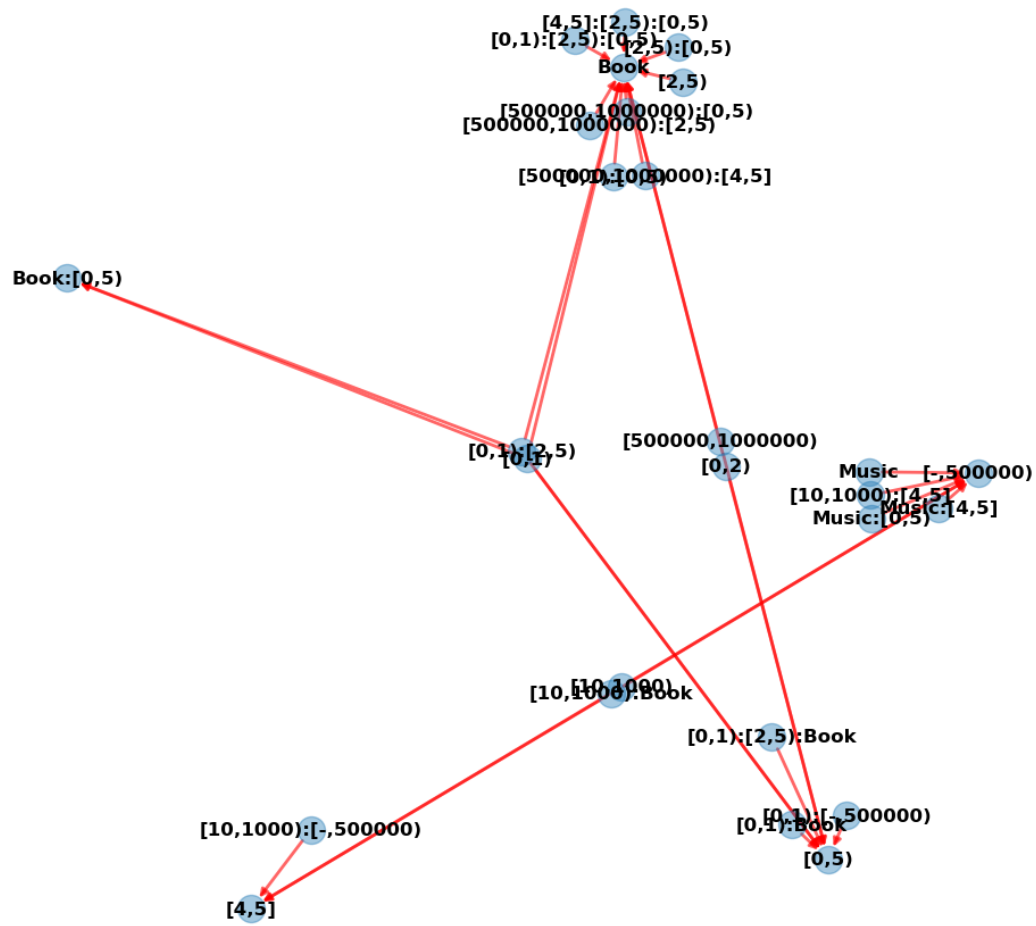 [4,5]:[2,5):[0,5)
[0,1):[2,5):[0,5)
[2,5):[0,5)
Book
[2,5)
[500000,1000000):[0,5)
[500000,1000000):[2,5)
[500000,1000000):[4,5]
[0,1):[0,5)
Book:[0,5)
[0,1):[2,5)
[0,1)
[500000,1000000)
[0,2)
Music
[-,500000)
[10,1000):[4,5]
Music:[4,5]
Music:[0,5)
[10,1000)
[10,1000):Book
[0,1):[2,5):Book
[0,1):[-,500000)
[0,1):Book
[10,1000):[-,500000)
[0,5)
[4,5]